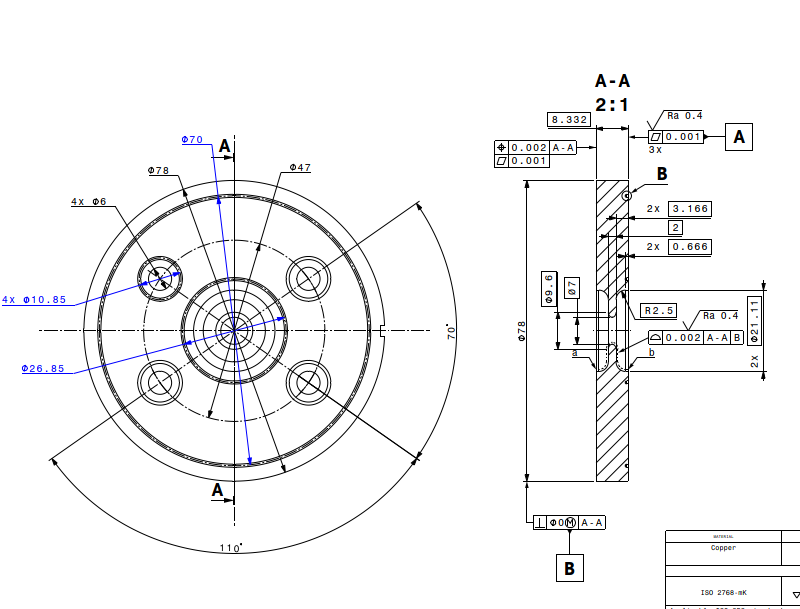 A-A
2:1
8.332
Ra 0.4
0.001
A
3x
0.002 A-A
0.001
B
Φ70
A
Φ78
Φ47
4x Φ6
2x 3.166
2
2x 0.666
4x Φ10.85
Φ26.85
70°
Φ9.6
Φ7
R2.5
Ra 0.4
Φ78
0.002 A-A B
2x Φ21.11
a
b
A
110°
Φ0Ⓜ A-A
B
MATERIAL
Copper
ISO 2768-mK